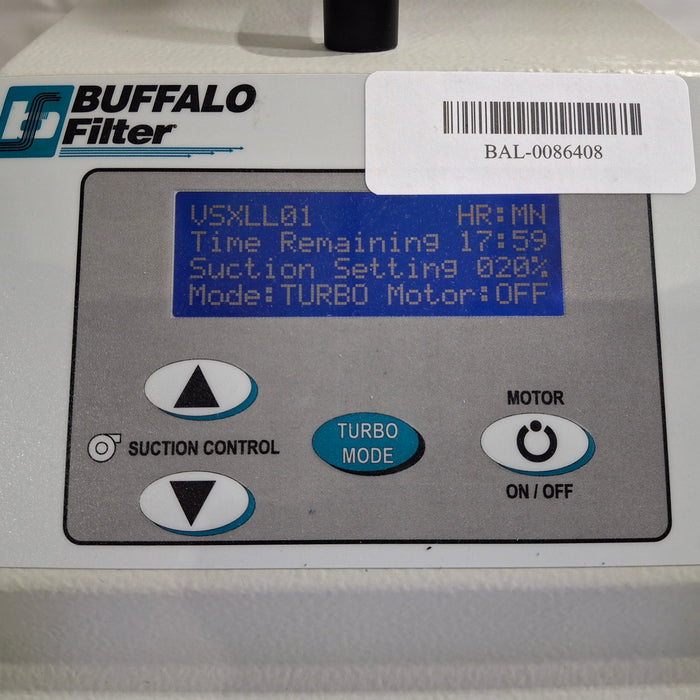 BUFFALO
Filter
BAL-0086408
VSXLL01 HR:MN
Time Remaining 17:59
Suction Setting 020%
Mode:TURBO Motor:OFF
SUCTION CONTROL
TURBO
MODE
MOTOR
ON / OFF